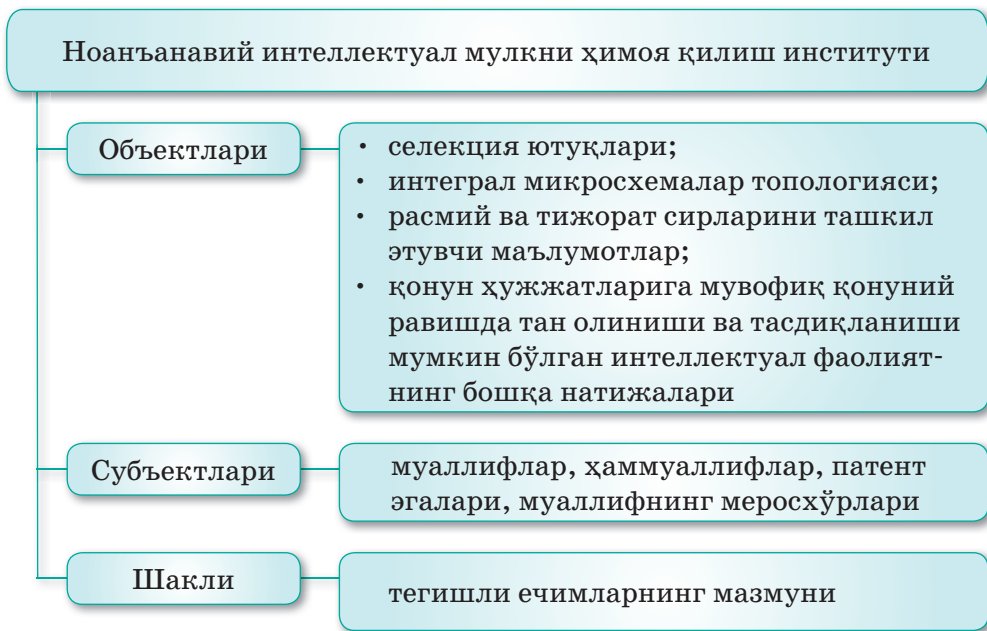 Ноанъанавий интеллектуал мулкни ҳимоя қилиш институти
Объектлари
• селекция ютуқлари;
• интеграл микросхемалар топологияси;
• расмий ва тижорат сирларини ташкил
этувчи маълумотлар;
• қонун ҳужжатларига мувофиқ қонуний
равишда тан олиниши ва тасдиқланиши
мумкин бўлган интеллектуал фаолият-
нинг бошқа натижалари
Субъектлари
муаллифлар, ҳаммуаллифлар, патент
эгалари, муаллифнинг меросхўрлари
Шакли
тегишли ечимларнинг мазмуни